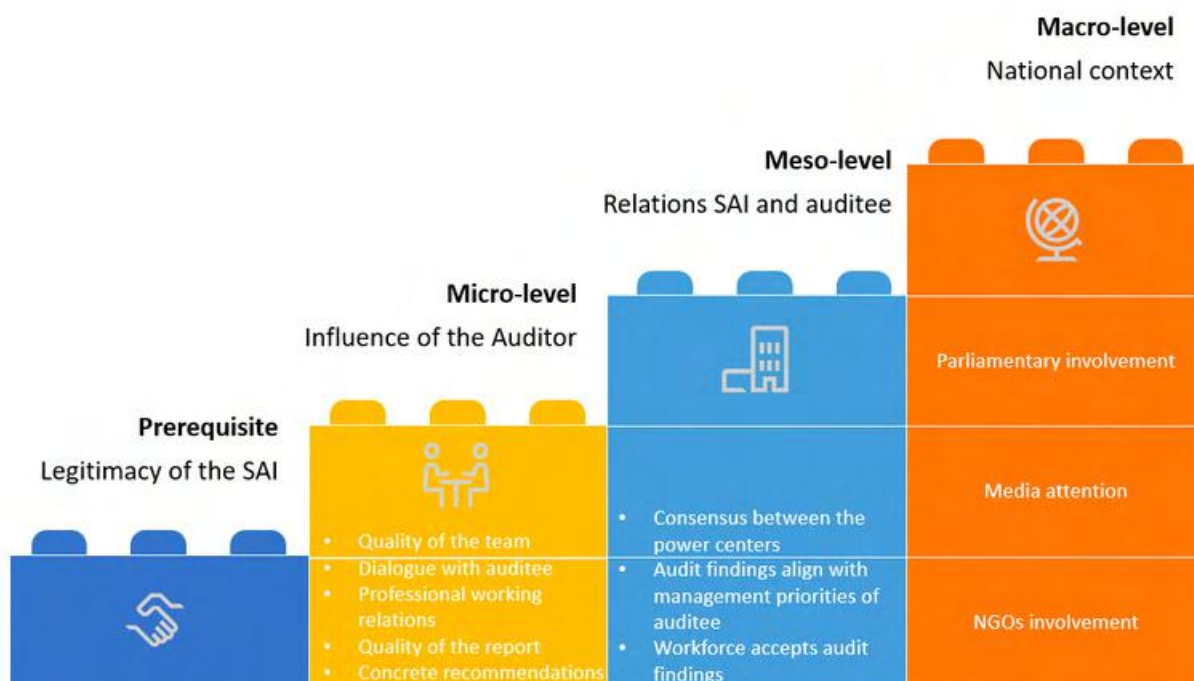 Macro-level
National context
Meso-level
Relations SAI and auditee
Micro-level
Influence of the Auditor
Prerequisite
Legitimacy of the SAI
• Quality of the team
• Dialogue with auditee
• Professional working
relations
• Quality of the report
• Concrete recommendations
• Consensus between the
power centers
• Audit findings align with
management priorities of
auditee
• Workforce accepts audit
findings
Parliamentary involvement
Media attention
NGOs involvement